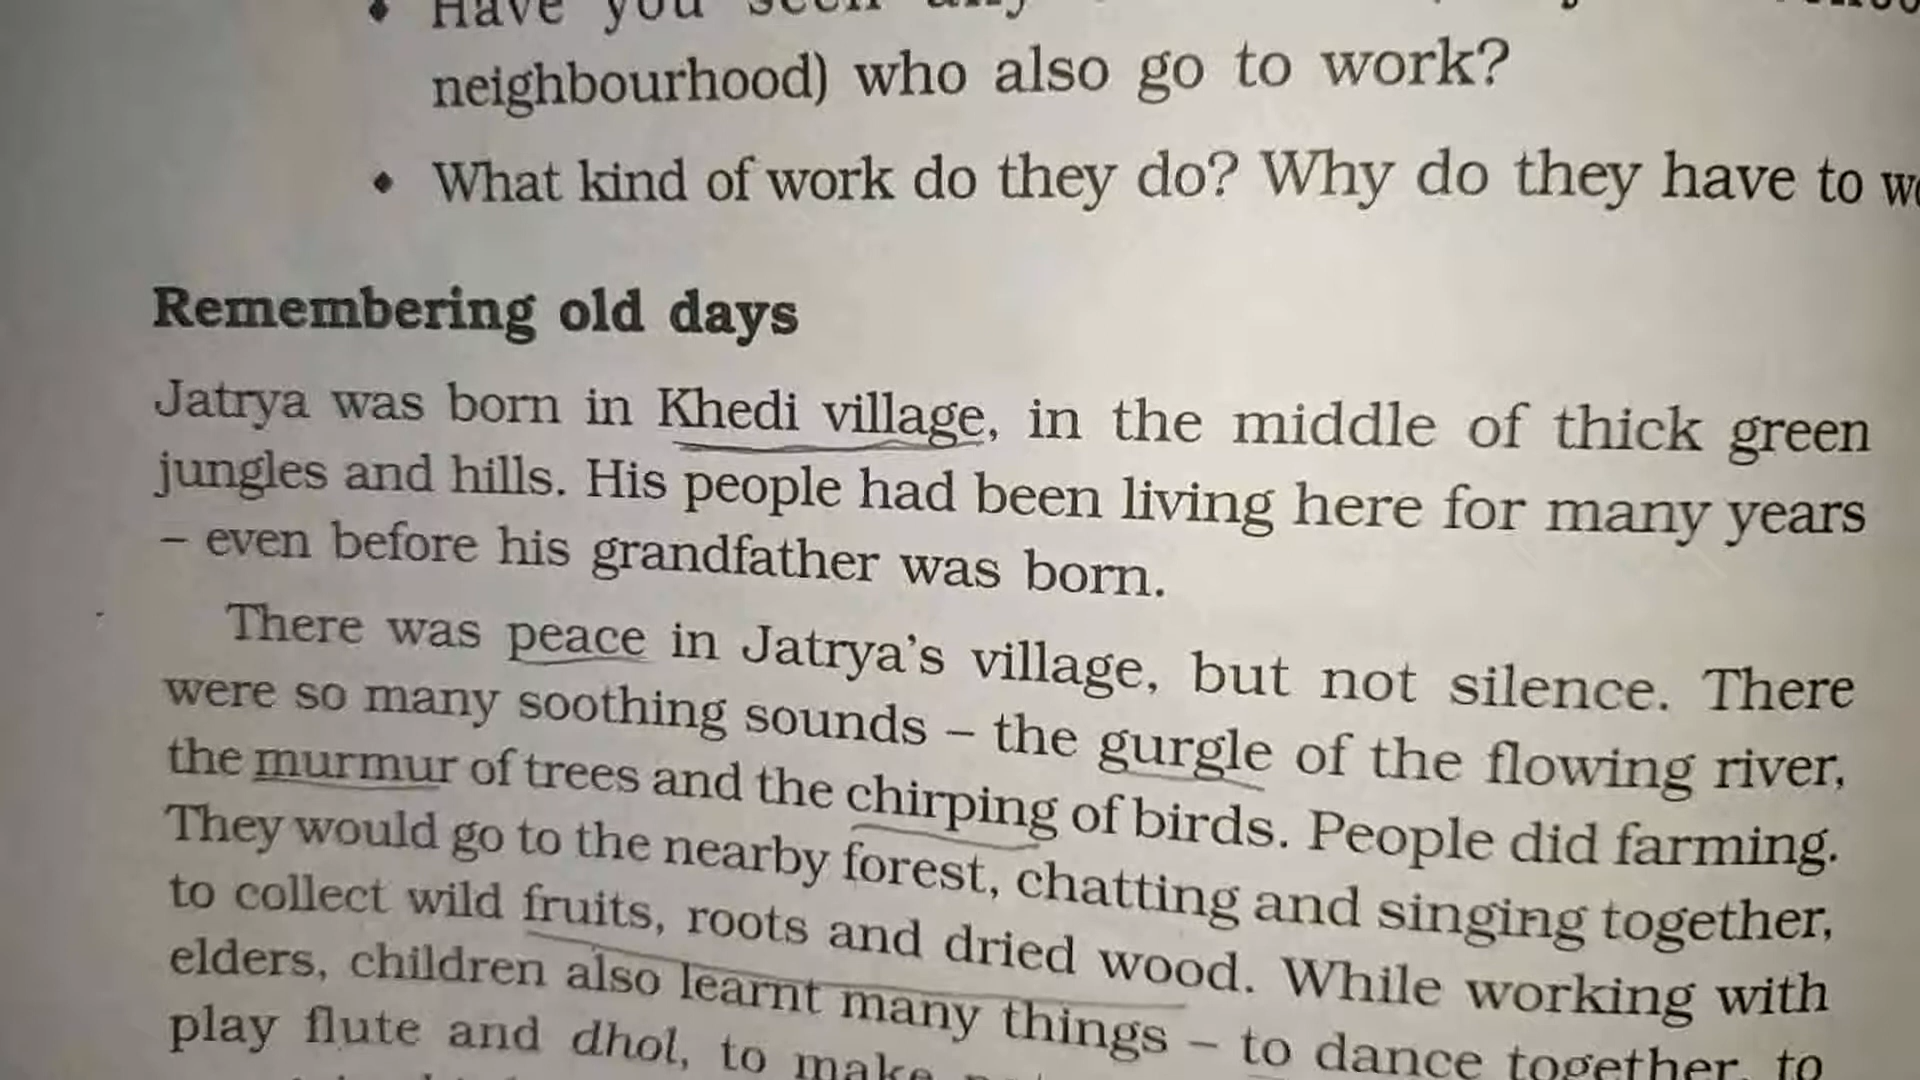 • Have you seen any
neighbourhood) who also go to work?
• What kind of work do they do? Why do they have to
Remembering old days
Jatrya was born in Khedi village, in the middle of thick green
jungles and hills. His people had been living here for many years
– even before his grandfather was born.
There was peace in Jatrya's village, but not silence. There
were so many soothing sounds – the gurgle of the flowing river,
the murmur of trees and the chirping of birds. People did farming.
They would go to the nearby forest, chatting and singing together,
to collect wild fruits, roots and dried wood. While working with
elders, children also learnt many things – to dance together, to
play flute and dhol, to make